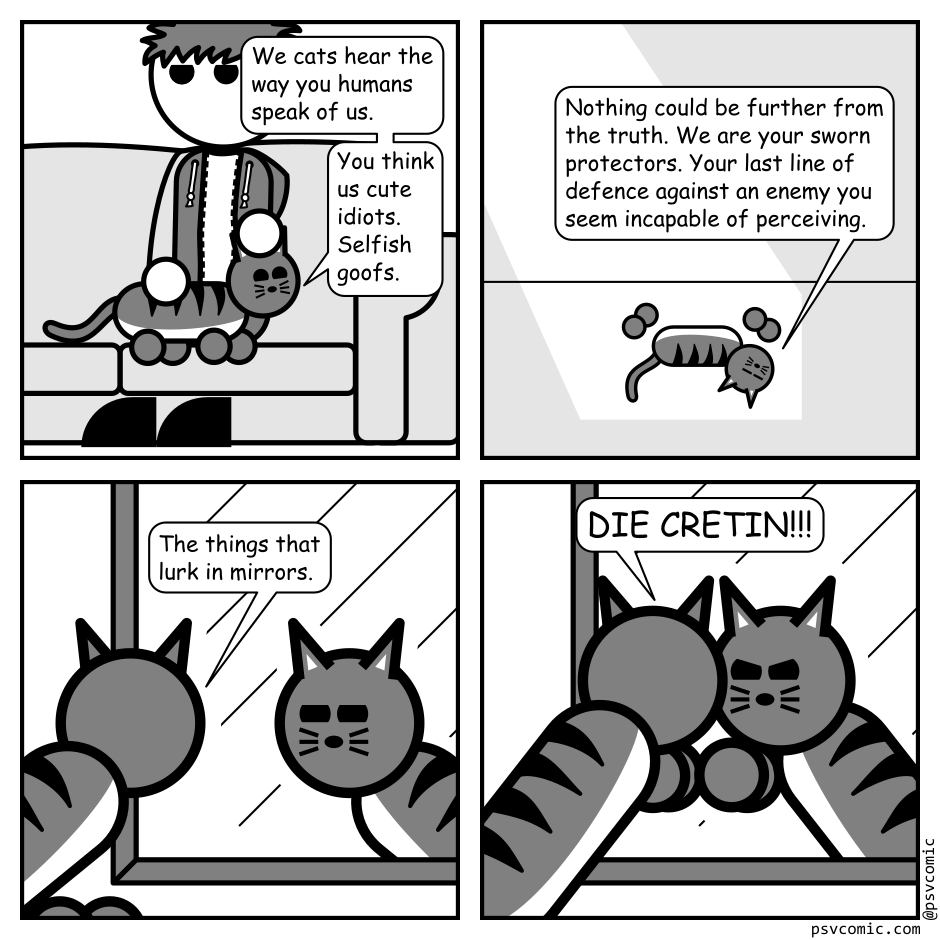 We cats hear the
way you humans
speak of us.
You think
us cute
idiots.
Selfish
goofs.
Nothing could be further from
the truth. We are your sworn
protectors. Your last line of
defence against an enemy you
seem incapable of perceiving.
The things that
lurk in mirrors.
DIE CRETIN!!!
@psvcomic
psvcomic.com